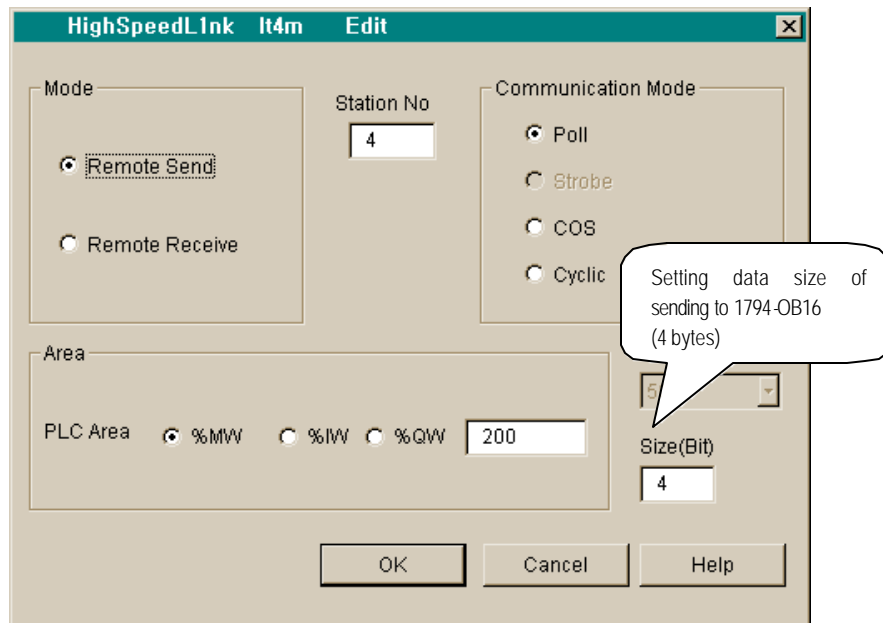 HighSpeedL1nk It4m Edit
Mode
Remote Send
Remote Receive
Station No
4
Communication Mode
Poll
Strobe
COS
Cyclic
Setting data size of
sending to 1794-OB16
(4 bytes)
Area
PLC Area %MW %IW %QW 200
5
Size(Bit)
4
OK Cancel Help